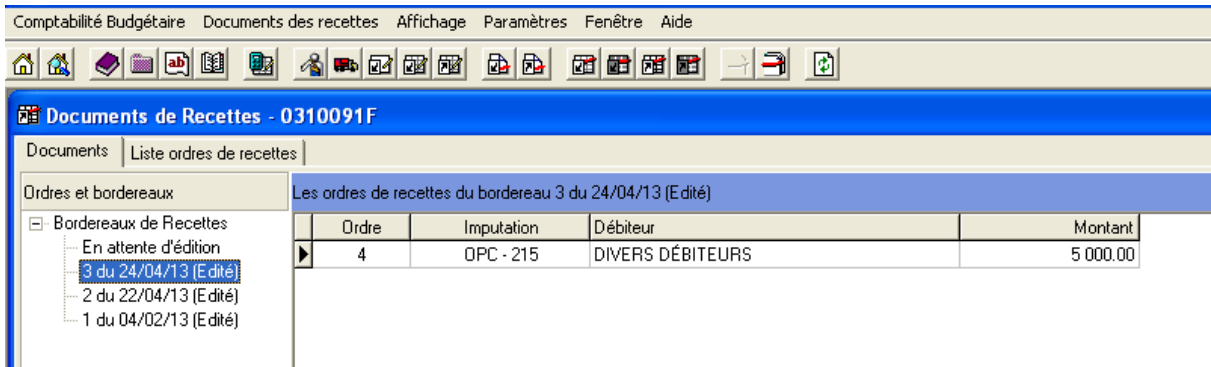 Comptabilité Budgétaire Documents des recettes Affichage Paramètres Fenêtre Aide
ab
Documents de Recettes - 0310091F
Documents Liste ordres de recettes
Ordres et bordereaux Les ordres de recettes du bordereau 3 du 24/04/13 (Edité)
Bordereaux de Recettes Ordre Imputation Débiteur Montant
En attente d'édition 4 OPC - 215 DIVERS DÉBITEURS 5 000.00
3 du 24/04/13 (Edité)
2 du 22/04/13 (Edité)
1 du 04/02/13 (Edité)